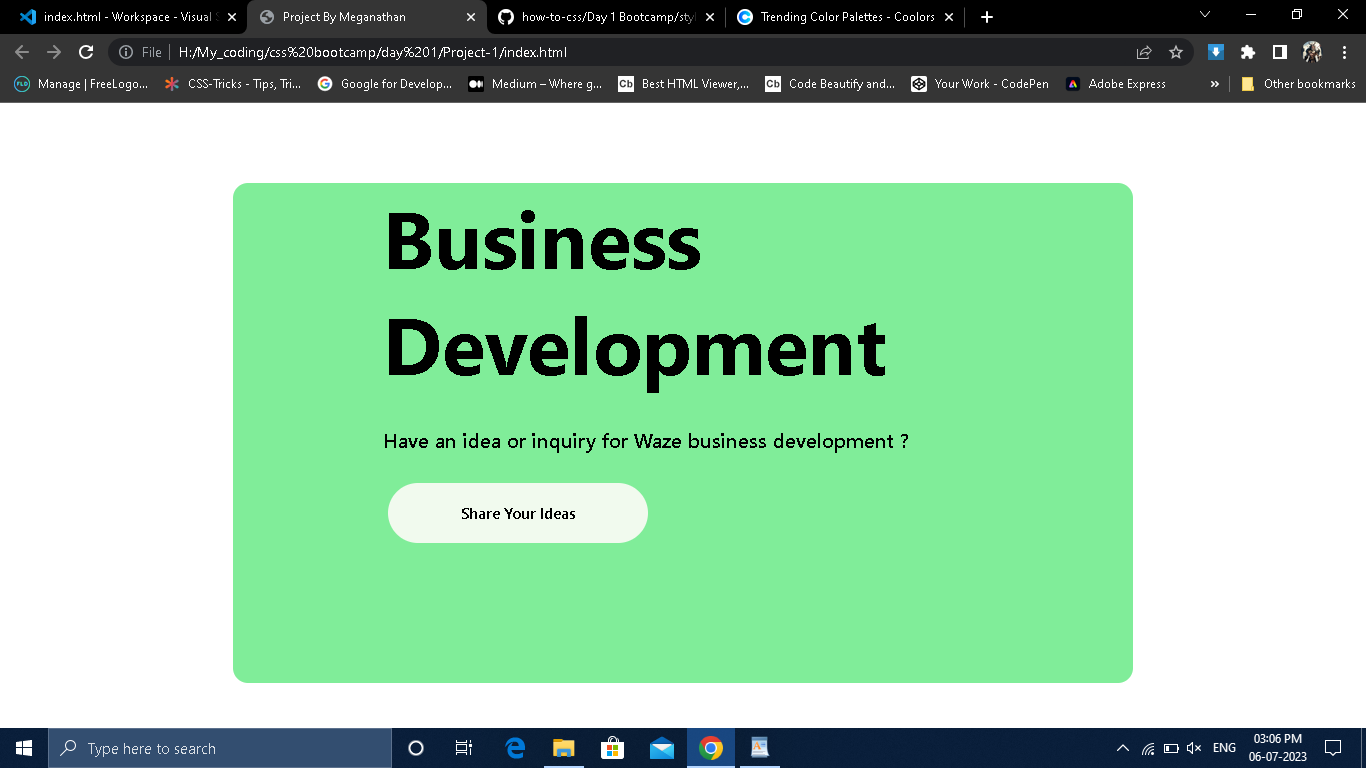 index.html - Workspace - Visual S
Project By Meganathan
how-to-css/Day 1 Bootcamp/styl
Trending Color Palettes - Coolors
File
H:/My_coding/css%20bootcamp/day%201/Project-1/index.html
FLD
Manage | FreeLogo...
CSS-Tricks - Tips, Tri...
Google for Develop...
Medium – Where g...
Cb
Best HTML Viewer,...
Cb
Code Beautify and...
Your Work - CodePen
Adobe Express
Other bookmarks
Business
Development
Have an idea or inquiry for Waze business development ?
Share Your Ideas
Type here to search
ENG
03:06 PM
06-07-2023